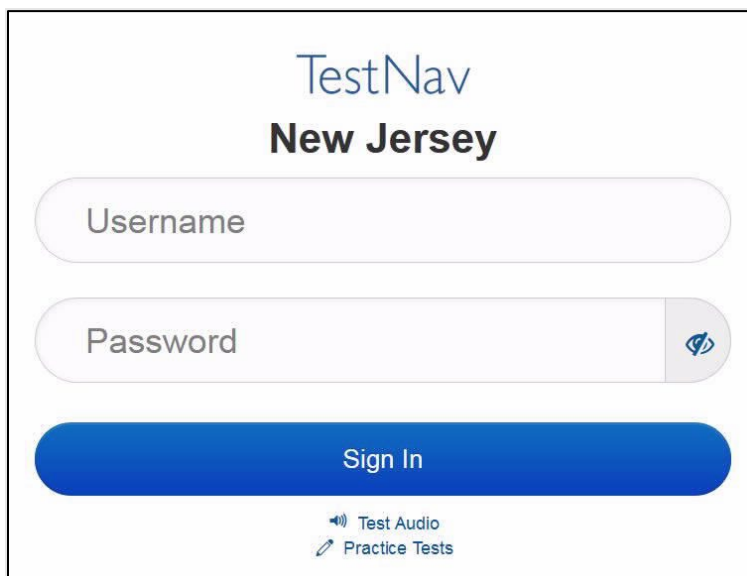 TestNav
New Jersey
Username
Password
Sign In
Test Audio
Practice Tests